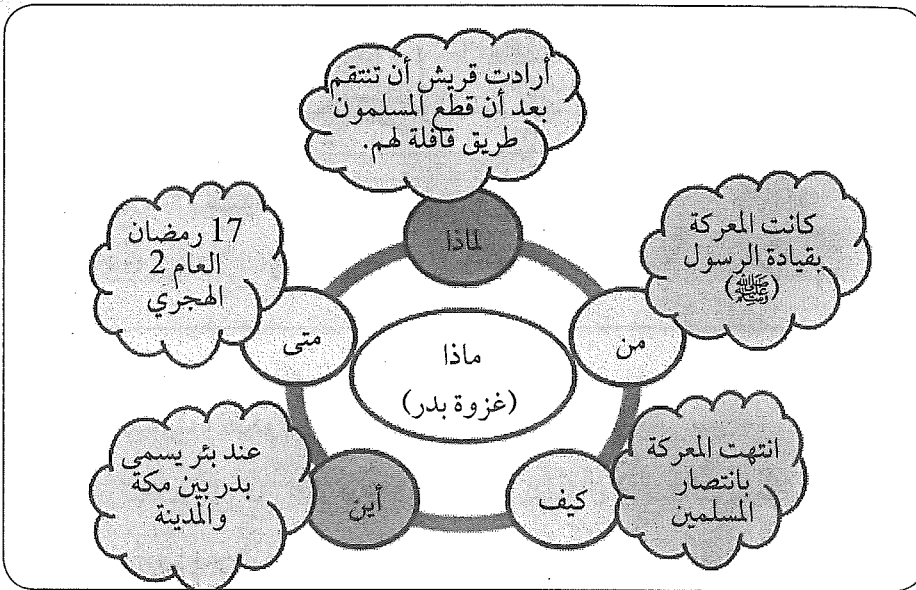 أرادت قريش أن تنتقم
بعد أن قطع المسلمون
طريق قافلة لهم.
لماذا
كانت المعركة
بقيادة الرسول
(ﷺ)
من
17 رمضان
العام 2
الهجري
متى
ماذا
(غزوة بدر)
انتهت المعركة
بانتصار
المسلمين
كيف
عند بئر يسمى
بدر بين مكة
والمدينة
أين